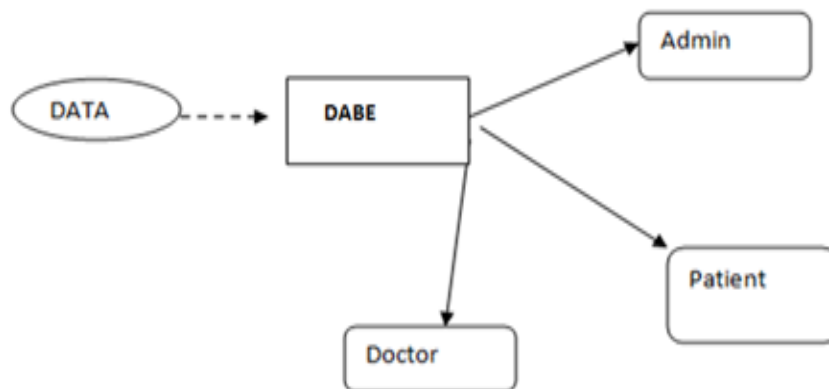 Admin
DATA
DABE
Patient
Doctor